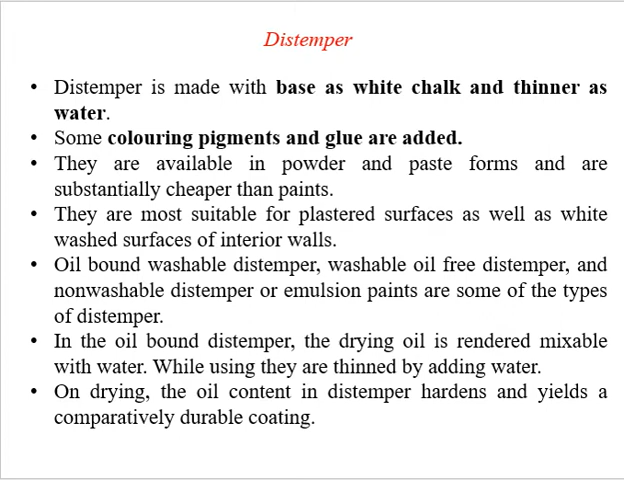 Distemper
• Distemper is made with base as white chalk and thinner as
water.
• Some colouring pigments and glue are added.
• They are available in powder and paste forms and are
substantially cheaper than paints.
• They are most suitable for plastered surfaces as well as white
washed surfaces of interior walls.
• Oil bound washable distemper, washable oil free distemper, and
nonwashable distemper or emulsion paints are some of the types
of distemper.
• In the oil bound distemper, the drying oil is rendered mixable
with water. While using they are thinned by adding water.
• On drying, the oil content in distemper hardens and yields a
comparatively durable coating.